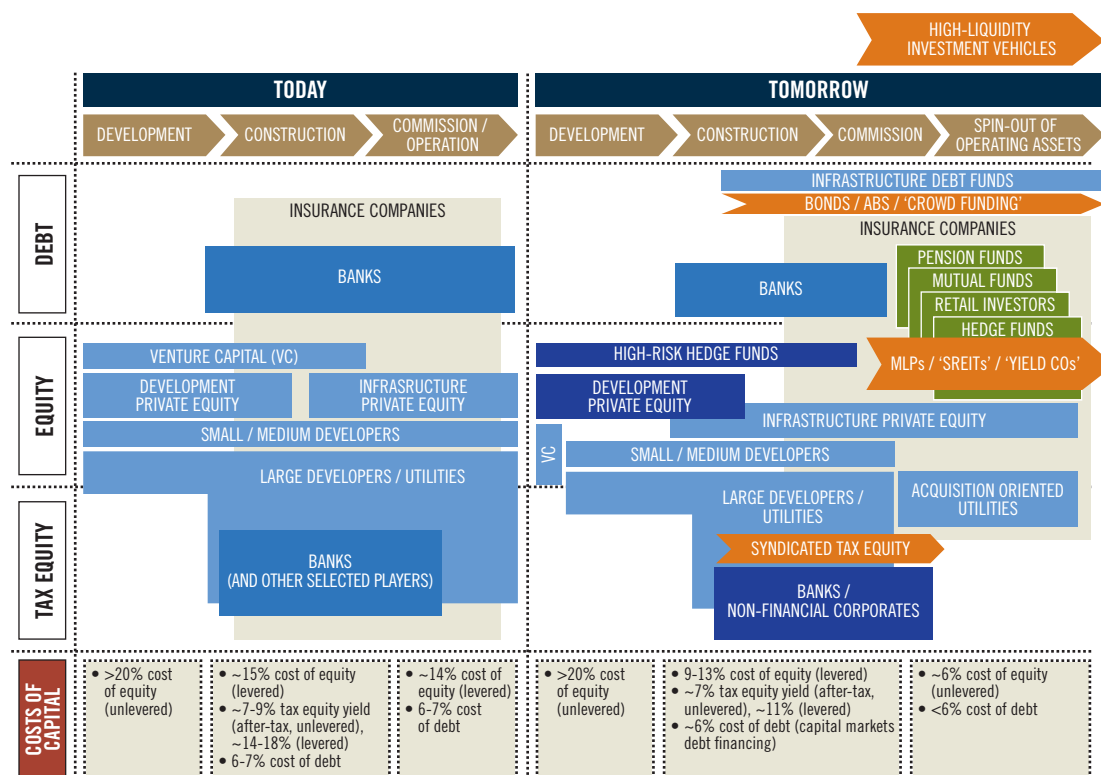 HIGH-LIQUIDITY
INVESTMENT VEHICLES
TODAY
TOMORROW
DEVELOPMENT
CONSTRUCTION
COMMISSION /
OPERATION
DEVELOPMENT
CONSTRUCTION
COMMISSION
SPIN-OUT OF
OPERATING ASSETS
DEBT
INSURANCE COMPANIES
BANKS
INFRASTRUCTURE DEBT FUNDS
BONDS / ABS / ‘CROWD FUNDING’
INSURANCE COMPANIES
BANKS
PENSION FUNDS
MUTUAL FUNDS
RETAIL INVESTORS
HEDGE FUNDS
EQUITY
VENTURE CAPITAL (VC)
DEVELOPMENT
PRIVATE EQUITY
INFRASRUCTURE
PRIVATE EQUITY
SMALL / MEDIUM DEVELOPERS
LARGE DEVELOPERS / UTILITIES
HIGH-RISK HEDGE FUNDS
MLPs / ‘SREITs’ / ‘YIELD COs’
DEVELOPMENT
PRIVATE EQUITY
INFRASTRUCTURE PRIVATE EQUITY
VC
SMALL / MEDIUM DEVELOPERS
LARGE DEVELOPERS /
UTILITIES
ACQUISITION ORIENTED
UTILITIES
TAX EQUITY
BANKS
(AND OTHER SELECTED PLAYERS)
SYNDICATED TAX EQUITY
BANKS /
NON-FINANCIAL CORPORATES
COSTS OF
CAPITAL
• >20% cost
of equity
(unlevered)
• ~15% cost of equity
(levered)
• ~7-9% tax equity yield
(after-tax, unlevered),
~14-18% (levered)
• 6-7% cost of debt
• ~14% cost of
equity (levered)
• 6-7% cost
of debt
• >20% cost
of equity
(unlevered)
• 9-13% cost of equity (levered)
• ~7% tax equity yield (after-tax,
unlevered), ~11% (levered)
• ~6% cost of debt (capital markets
debt financing)
• ~6% cost of equity
(unlevered)
• <6% cost of debt